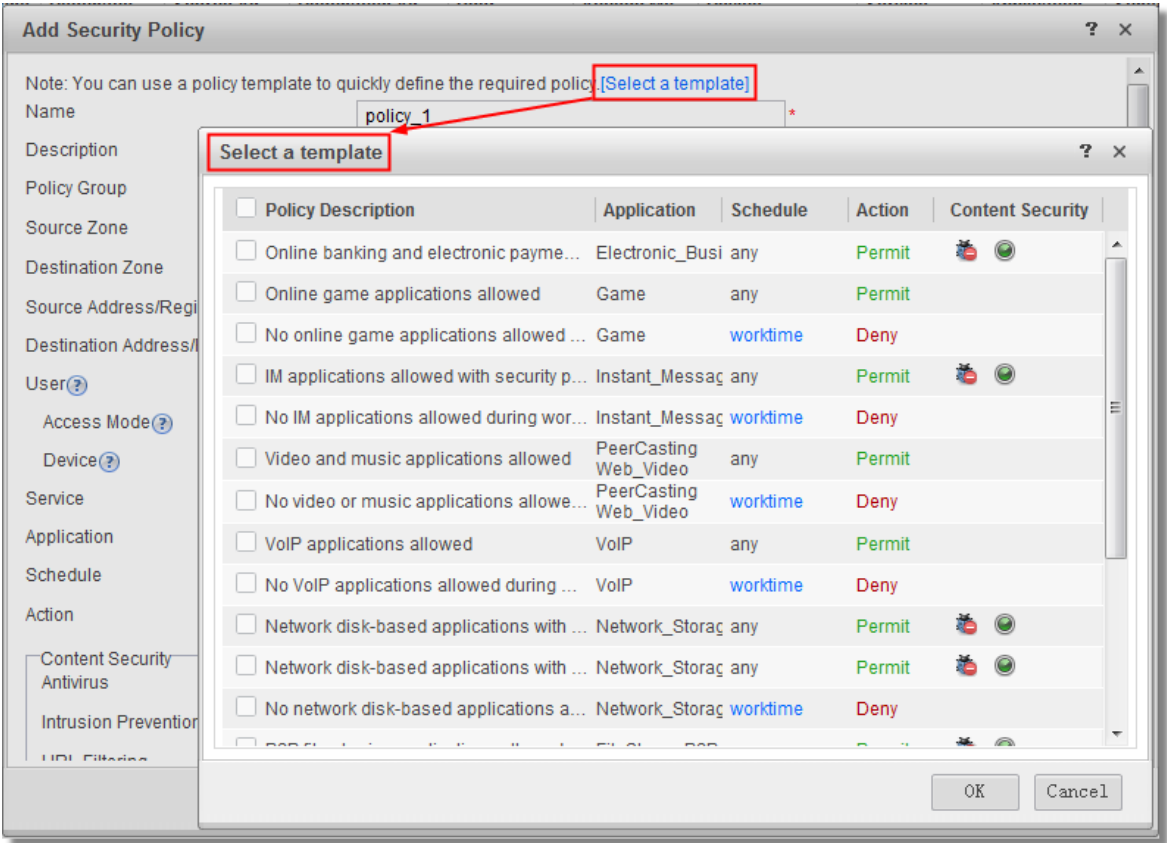 Add Security Policy
Note: You can use a policy template to quickly define the required policy.[Select a template]
Name policy_1 *
Description
Policy Group
Source Zone
Destination Zone
Source Address/Regi
Destination Address/
User
Access Mode
Device
Service
Application
Schedule
Action
Content Security
Antivirus
Intrusion Prevention
URL Filtering
Select a template
Policy Description Application Schedule Action Content Security
Online banking and electronic payme... Electronic_Busi any Permit
Online game applications allowed Game any Permit
No online game applications allowed ... Game worktime Deny
IM applications allowed with security p... Instant_Messag any Permit
No IM applications allowed during wor... Instant_Messag worktime Deny
Video and music applications allowed PeerCasting Web_Video any Permit
No video or music applications allowe... PeerCasting Web_Video worktime Deny
VoIP applications allowed VoIP any Permit
No VoIP applications allowed during ... VoIP worktime Deny
Network disk-based applications with ... Network_Storag any Permit
Network disk-based applications with ... Network_Storag any Permit
No network disk-based applications a... Network_Storag worktime Deny
OK Cancel